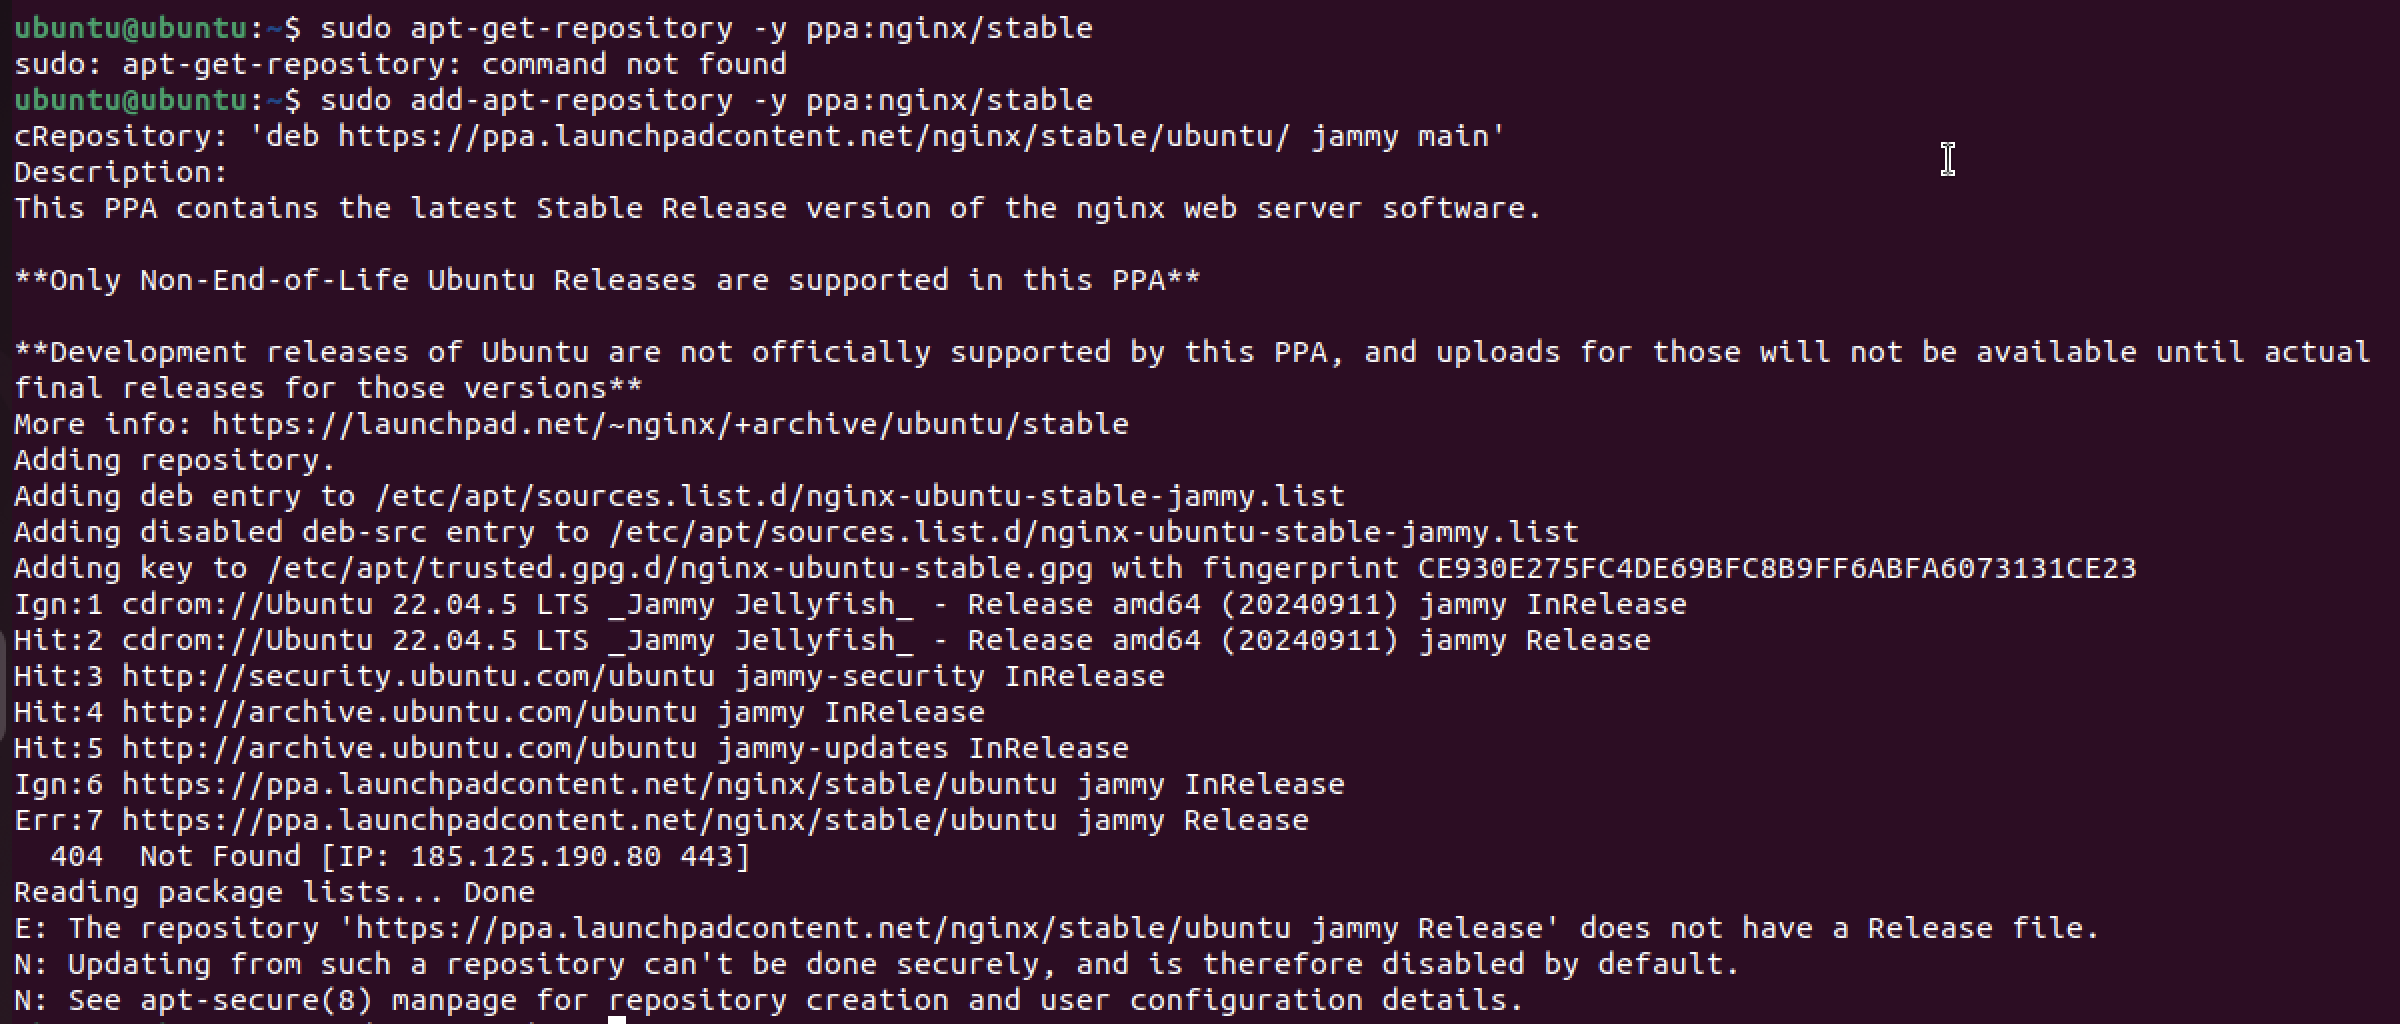 ubuntu@ubuntu:~$ sudo apt-get-repository -y ppa:nginx/stable
sudo: apt-get-repository: command not found
ubuntu@ubuntu:~$ sudo add-apt-repository -y ppa:nginx/stable
cRepository: 'deb https://ppa.launchpadcontent.net/nginx/stable/ubuntu/ jammy main'
Description:
This PPA contains the latest Stable Release version of the nginx web server software.

**Only Non-End-of-Life Ubuntu Releases are supported in this PPA**

**Development releases of Ubuntu are not officially supported by this PPA, and uploads for those will not be available until actual
final releases for those versions**
More info: https://launchpad.net/~nginx/+archive/ubuntu/stable
Adding repository.
Adding deb entry to /etc/apt/sources.list.d/nginx-ubuntu-stable-jammy.list
Adding disabled deb-src entry to /etc/apt/sources.list.d/nginx-ubuntu-stable-jammy.list
Adding key to /etc/apt/trusted.gpg.d/nginx-ubuntu-stable.gpg with fingerprint CE930E275FC4DE69BFC8B9FF6ABFA6073131CE23
Ign:1 cdrom://Ubuntu 22.04.5 LTS _Jammy Jellyfish_ - Release amd64 (20240911) jammy InRelease
Hit:2 cdrom://Ubuntu 22.04.5 LTS _Jammy Jellyfish_ - Release amd64 (20240911) jammy Release
Hit:3 http://security.ubuntu.com/ubuntu jammy-security InRelease
Hit:4 http://archive.ubuntu.com/ubuntu jammy InRelease
Hit:5 http://archive.ubuntu.com/ubuntu jammy-updates InRelease
Ign:6 https://ppa.launchpadcontent.net/nginx/stable/ubuntu jammy InRelease
Err:7 https://ppa.launchpadcontent.net/nginx/stable/ubuntu jammy Release
  404  Not Found [IP: 185.125.190.80 443]
Reading package lists... Done
E: The repository 'https://ppa.launchpadcontent.net/nginx/stable/ubuntu jammy Release' does not have a Release file.
N: Updating from such a repository can't be done securely, and is therefore disabled by default.
N: See apt-secure(8) manpage for repository creation and user configuration details.